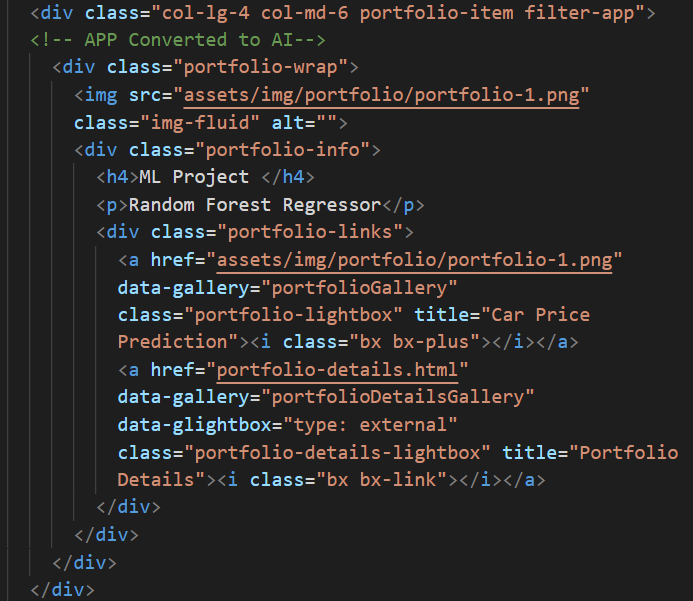 <div class="col-lg-4 col-md-6 portfolio-item filter-app">
<!-- APP Converted to AI-->
<div class="portfolio-wrap">
<img src="assets/img/portfolio/portfolio-1.png"
class="img-fluid" alt="">
<div class="portfolio-info">
<h4>ML Project </h4>
<p>Random Forest Regressor</p>
<div class="portfolio-links">
<a href="assets/img/portfolio/portfolio-1.png"
data-gallery="portfolioGallery"
class="portfolio-lightbox" title="Car Price
Prediction"><i class="bx bx-plus"></i></a>
<a href="portfolio-details.html"
data-gallery="portfolioDetailsGallery"
data-glightbox="type: external"
class="portfolio-details-lightbox" title="Portfolio
Details"><i class="bx bx-link"></i></a>
</div>
</div>
</div>
</div>